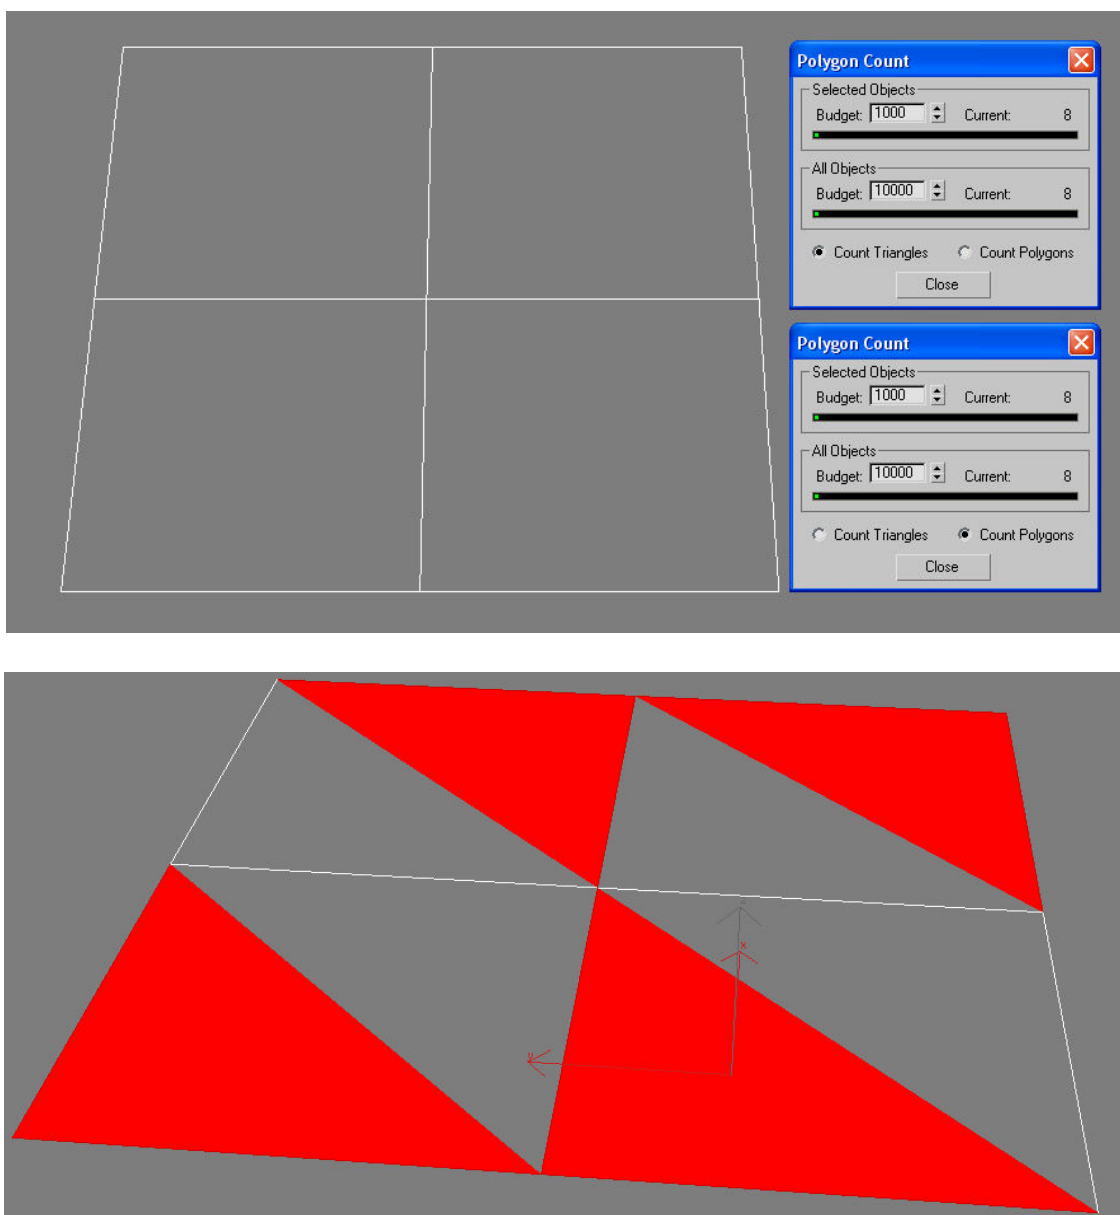 Polygon Count
Selected Objects
Budget: 1000 Current: 8
All Objects
Budget: 10000 Current: 8
Count Triangles Count Polygons
Close
Polygon Count
Selected Objects
Budget: 1000 Current: 8
All Objects
Budget: 10000 Current: 8
Count Triangles Count Polygons
Close
x
y